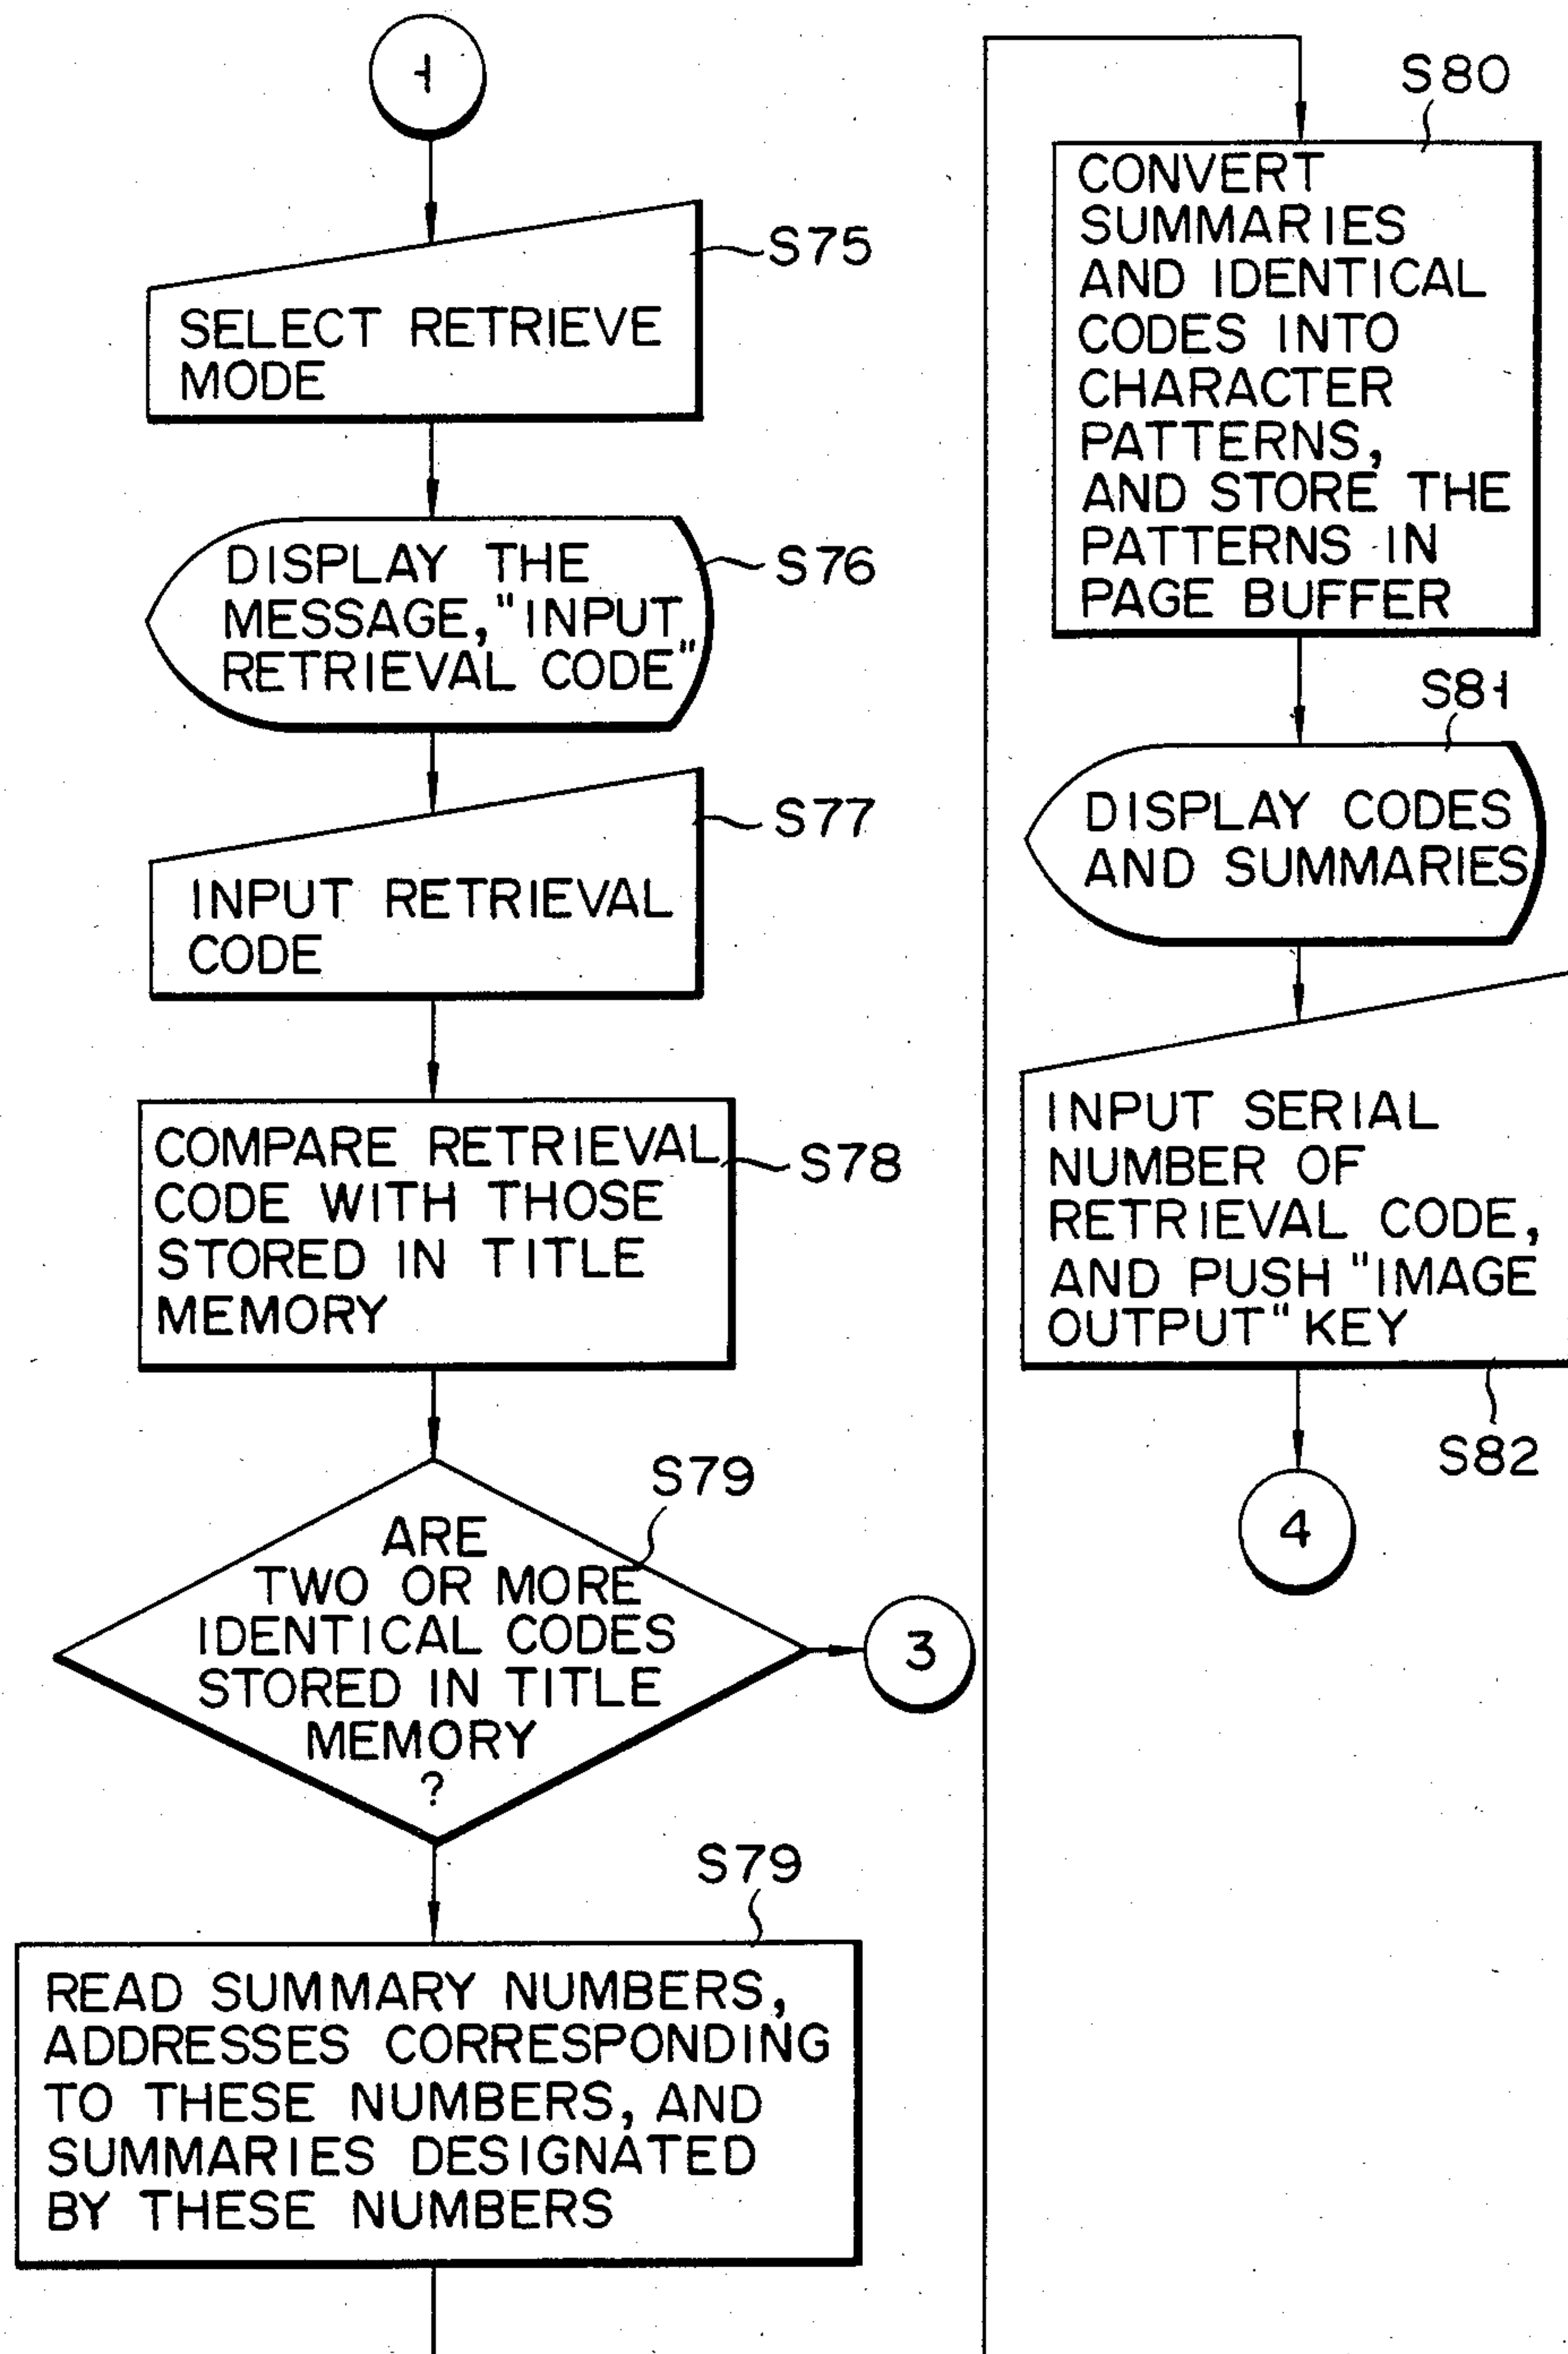 1
S75
SELECT RETRIEVE
MODE
DISPLAY THE
MESSAGE, "INPUT
RETRIEVAL CODE"
S76
S77
INPUT RETRIEVAL
CODE
COMPARE RETRIEVAL
CODE WITH THOSE
STORED IN TITLE
MEMORY
S78
S79
ARE
TWO OR MORE
IDENTICAL CODES
STORED IN TITLE
MEMORY
?
3
S79
READ SUMMARY NUMBERS,
ADDRESSES CORRESPONDING
TO THESE NUMBERS, AND
SUMMARIES DESIGNATED
BY THESE NUMBERS
S80
CONVERT
SUMMARIES
AND IDENTICAL
CODES INTO
CHARACTER
PATTERNS,
AND STORE THE
PATTERNS IN
PAGE BUFFER
S81
DISPLAY CODES
AND SUMMARIES
INPUT SERIAL
NUMBER OF
RETRIEVAL CODE,
AND PUSH "IMAGE
OUTPUT" KEY
S82
4